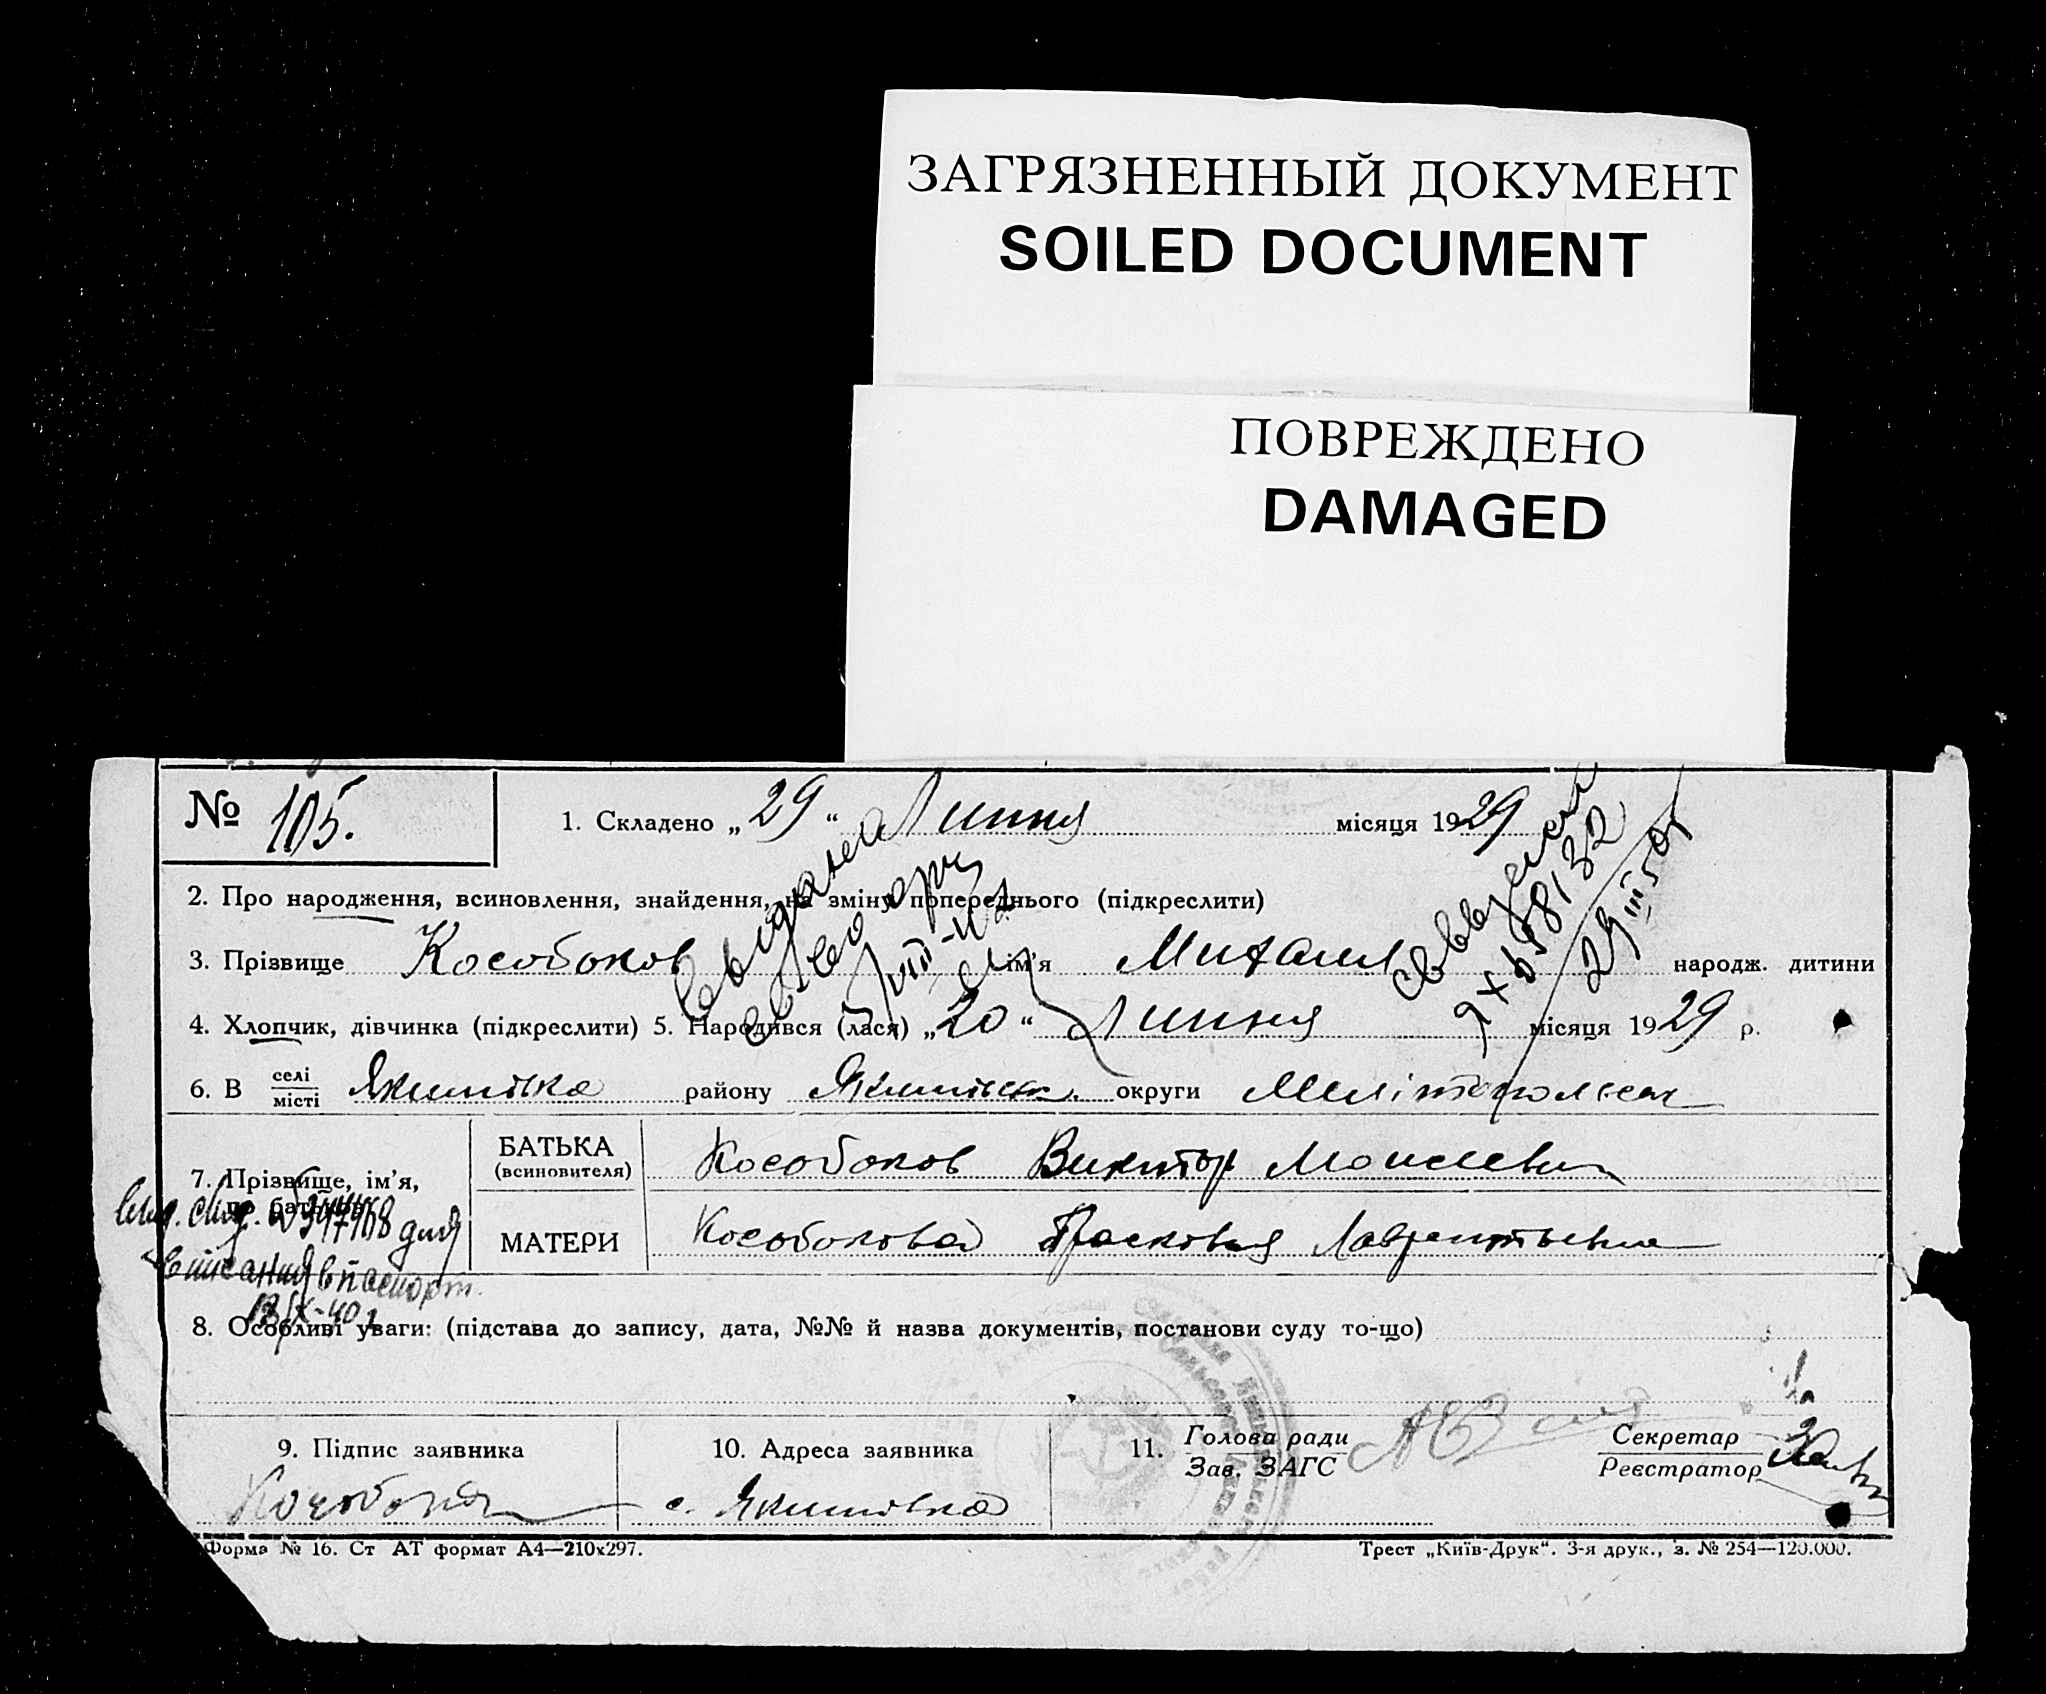 ЗАГРЯЗНЕННЫЙ ДОКУМЕНТ
SOILED DOCUMENT
ПОВРЕЖДЕНО
DAMAGED
№ 105.
1. Складено „29“ Липня місяця 1929
2. Про народження, всиновлення, знайдення, на зміну попереднього (підкреслити)
3. Прізвище Кособоков ім'я Михаил народж. дитини
4. Хлопчик, дівчинка (підкреслити) 5. Народився (лася) „20“ Липня місяця 1929 р.
6. В селі/місті Якимівка району Якимівськ. округи Мелітопольськ
7. Прізвище, ім'я, по батькові
БАТЬКА (всиновителя) Кособоков Виктор Моисеевич
МАТЕРИ Кособокова Прасковия Лаврентьевна
для
вписания в паспорт.
8. Особливі уваги: (підстава до запису, дата, №№ й назва документів, постанови суду то-що)
9. Підпис заявника
10. Адреса заявника
11. Голова ради/Зав. ЗАГС
Секретар/Реєстратор
с. Якимовка
Форма № 16. Ст АТ формат А4—210х297.
Трест „Київ-Друк“. 3-я друк., з. № 254—120.000.